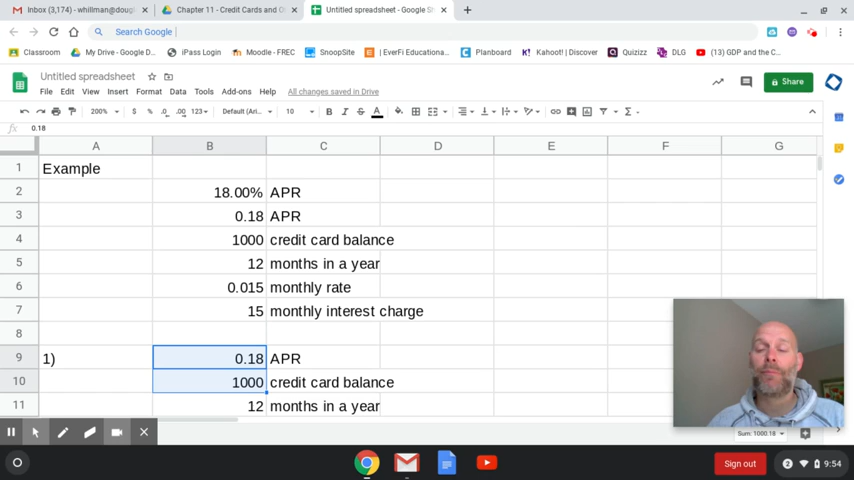 Inbox (3,174) - whillman@doug
Chapter 11 - Credit Cards and O
Untitled spreadsheet - Google S
Search Google
Classroom
My Drive - Google D...
iPass Login
Moodle - FREC
SnoopSite
| EverFi Educationa...
Planboard
K! Kahoot! | Discover
Quizizz
DLG
(13) GDP and the C...
Untitled spreadsheet
File Edit View Insert Format Data Tools Add-ons Help All changes saved in Drive
Share
200% $ % .0 .00 123 Default (Ari... 10 B I S A
fx 0.18
A B C D E F G
1 Example
2 18.00% APR
3 0.18 APR
4 1000 credit card balance
5 12 months in a year
6 0.015 monthly rate
7 15 monthly interest charge
8
9 1) 0.18 APR
10 1000 credit card balance
11 12 months in a year
Sum: 1000.18
Sign out
2
9:54